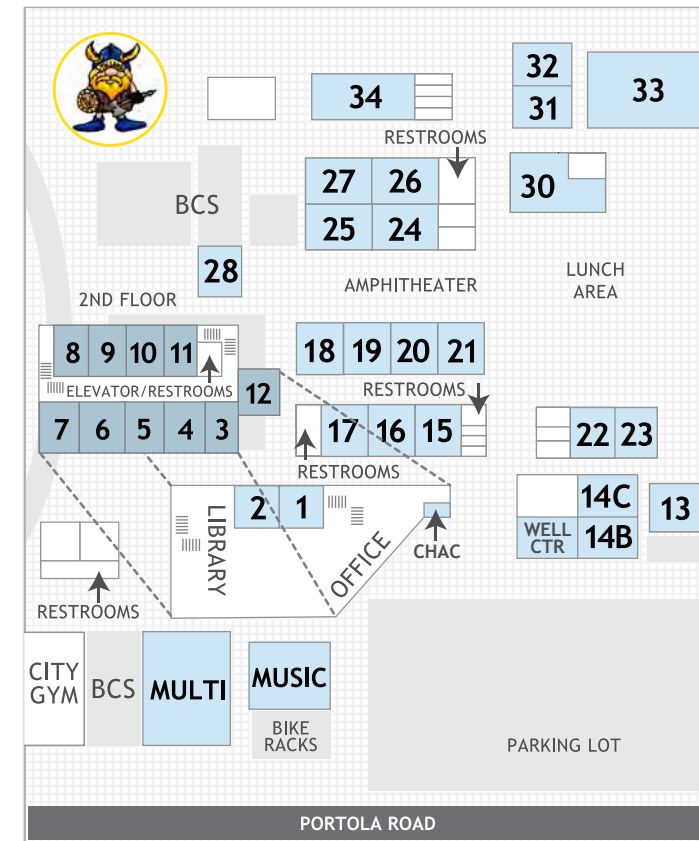 34
32
31
33
RESTROOMS
27
26
25
24
30
BCS
28
AMPHITHEATER
LUNCH
AREA
2ND FLOOR
8
9
10
11
ELEVATOR/RESTROOMS
12
7
6
5
4
3
18
19
20
21
RESTROOMS
17
16
15
RESTROOMS
22
23
14C
WELL
CTR
14B
13
2
1
LIBRARY
OFFICE
CHAC
RESTROOMS
CITY
GYM
BCS
MULTI
MUSIC
BIKE
RACKS
PARKING LOT
PORTOLA ROAD